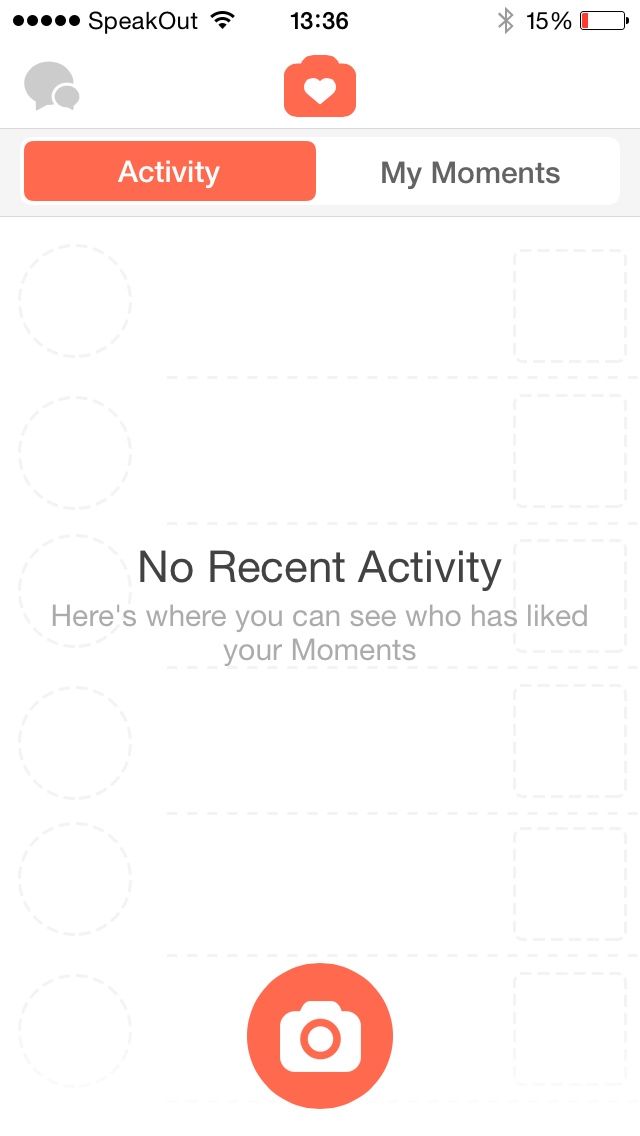 SpeakOut 13:36 15%
Activity My Moments
No Recent Activity
Here's where you can see who has liked
your Moments